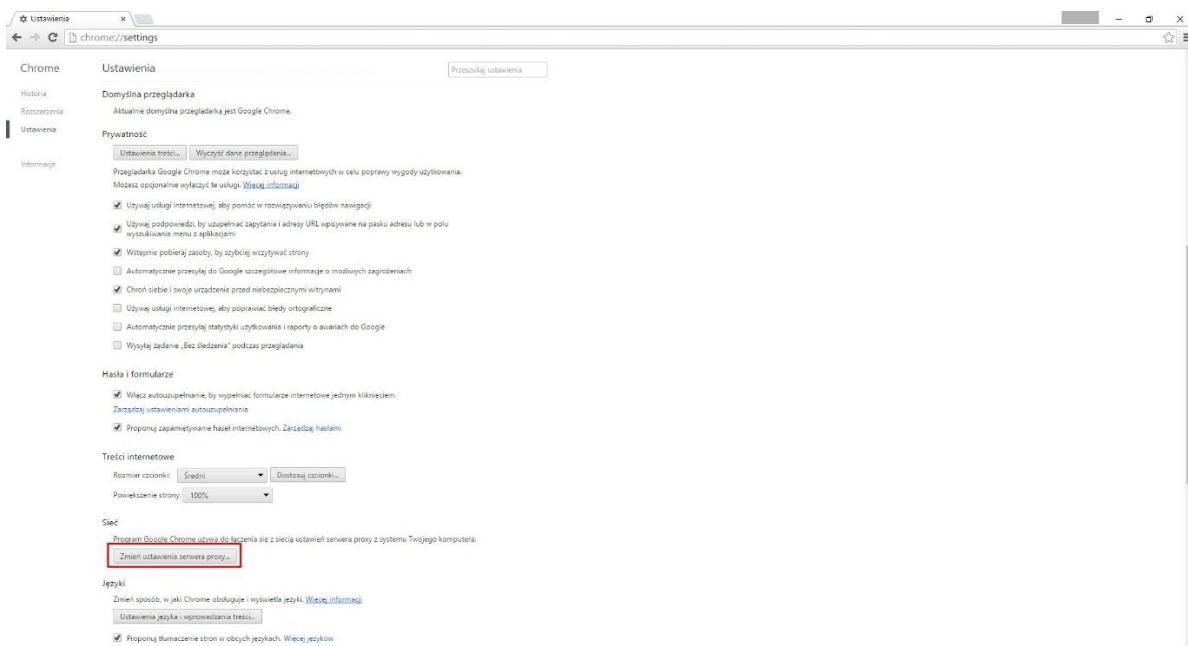 Ustawienia
chrome://settings
Chrome
Ustawienia
Przeszukaj ustawienia
Historia
Rozszerzenia
Ustawienia
Informacje
Domyślna przeglądarka
Aktualnie domyślną przeglądarką jest Google Chrome.
Prywatność
Ustawienia treści... Wyczyść dane przeglądania...
Przeglądarka Google Chrome może korzystać z usług internetowych w celu poprawy wygody użytkowania.
Możesz opcjonalnie wyłączyć te usługi. Więcej informacji
Używaj usługi internetowej, aby pomóc w rozwiązywaniu błędów nawigacji
Używaj podpowiedzi, by uzupełniać zapytania i adresy URL wpisywane na pasku adresu lub w polu
wyszukiwania menu z aplikacjami
Wstępnie pobieraj zasoby, by szybciej wczytywać strony
Automatycznie przesyłaj do Google szczegółowe informacje o możliwych zagrożeniach
Chroń siebie i swoje urządzenie przed niebezpiecznymi witrynami
Używaj usługi internetowej, aby poprawiać błędy ortograficzne
Automatycznie przesyłaj statystyki użytkowania i raporty o awariach do Google
Wysyłaj żądanie „Bez śledzenia" podczas przeglądania
Hasła i formularze
Włącz autouzupełnianie, by wypełniać formularze internetowe jednym kliknięciem.
Zarządzaj ustawieniami autouzupełniania
Proponuj zapamiętywanie haseł internetowych. Zarządzaj hasłami
Treści internetowe
Rozmiar czcionki: Średni Dostosuj czcionki...
Powiększenie strony: 100%
Sieć
Program Google Chrome używa do łączenia się z siecią ustawień serwera proxy z systemu Twojego komputera.
Zmień ustawienia serwera proxy...
Języki
Zmień sposób, w jaki Chrome obsługuje i wyświetla języki. Więcej informacji
Ustawienia języka i wprowadzania treści...
Proponuj tłumaczenie stron w obcych językach. Więcej języków